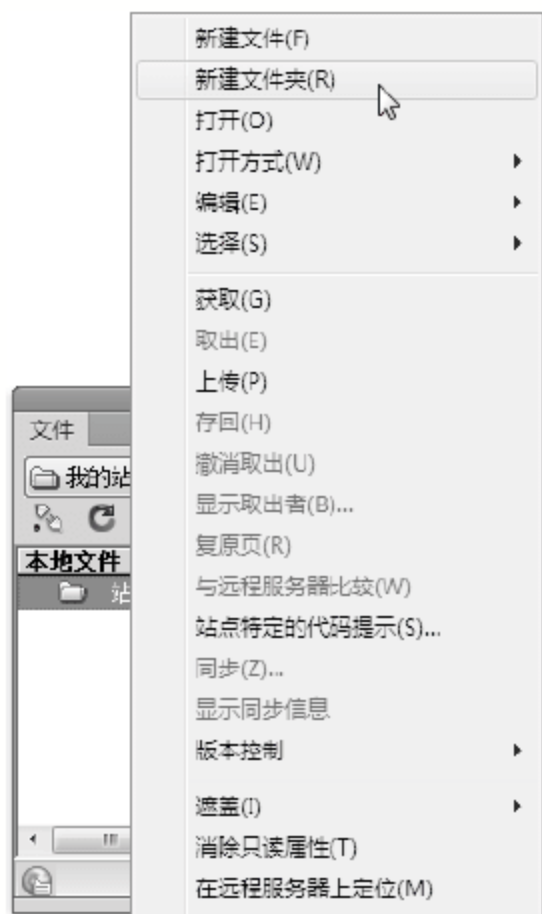 新建文件(F)
新建文件夹(R)
打开(O)
打开方式(W)
编辑(E)
选择(S)
获取(G)
取出(E)
上传(P)
存回(H)
撤消取出(U)
显示取出者(B)...
复原页(R)
与远程服务器比较(W)
站点特定的代码提示(S)...
同步(Z)...
显示同步信息
版本控制
遮盖(I)
消除只读属性(T)
在远程服务器上定位(M)
文件
我的站
本地文件
站